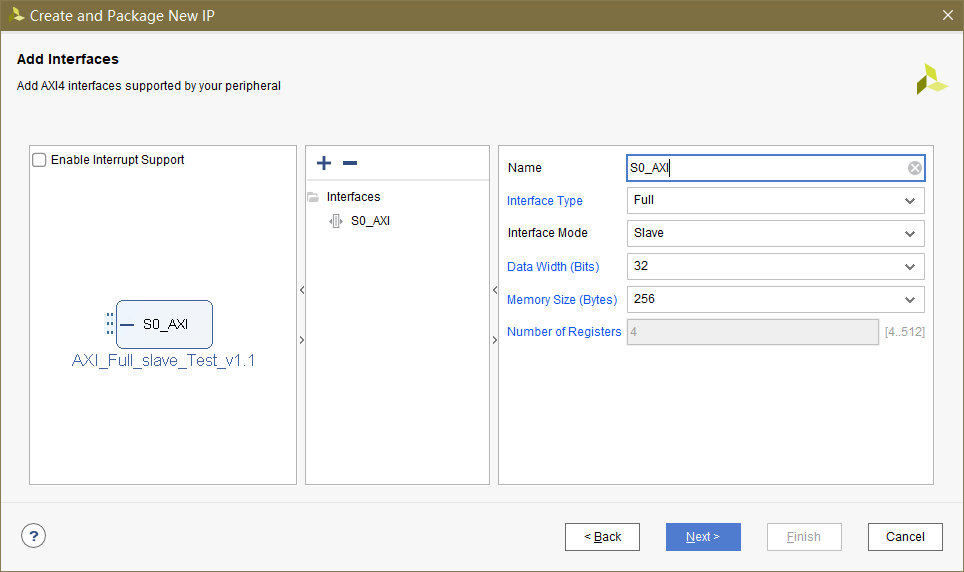 Create and Package New IP
Add Interfaces
Add AXI4 interfaces supported by your peripheral
Enable Interrupt Support
S0_AXI
AXI_Full_slave_Test_v1.1
Interfaces
S0_AXI
Name S0_AXI
Interface Type Full
Interface Mode Slave
Data Width (Bits) 32
Memory Size (Bytes) 256
Number of Registers 4 [4..512]
? < Back Next > Finish Cancel